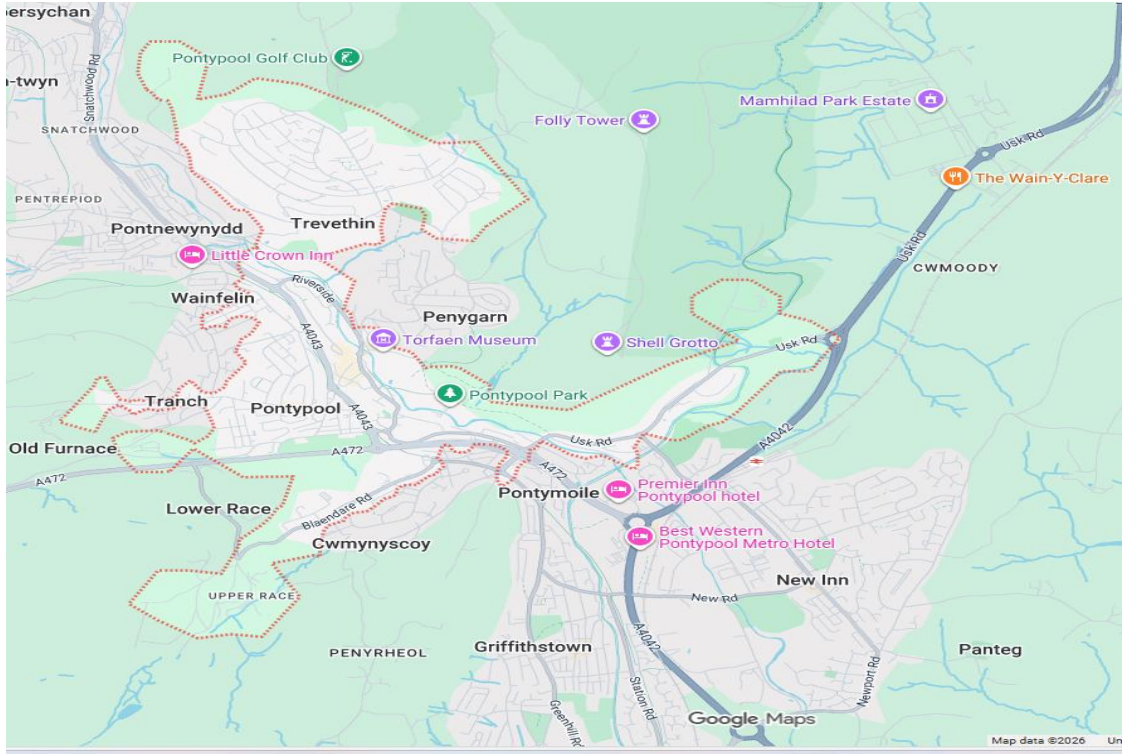 ersychan
Pontypool Golf Club
n-twyn
Snatchwood Rd
Mamhilad Park Estate
Folly Tower
SNATCHWOOD
Usk Rd
The Wain-Y-Clare
PENTREPIOD
Trevethin
Pontnewynydd
Little Crown Inn
Usk Rd
CWMOODY
Riverside
Wainfelin
Penygarn
A4043
Torfaen Museum
Shell Grotto
Usk Rd
Pontypool Park
Tranch
Pontypool
A4043
Usk Rd
A4042
Old Furnace
A472
A472
A472
Premier Inn
Pontypool hotel
Pontymoile
Lower Race
Blaendare Rd
Best Western
Pontypool Metro Hotel
Cwmynyscoy
New Inn
UPPER RACE
New Rd
A4042
Griffithstown
PENYRHEOL
Panteg
Newport Rd
Station Rd
Greenhill Rd
Google Maps
Map data ©2026
Un